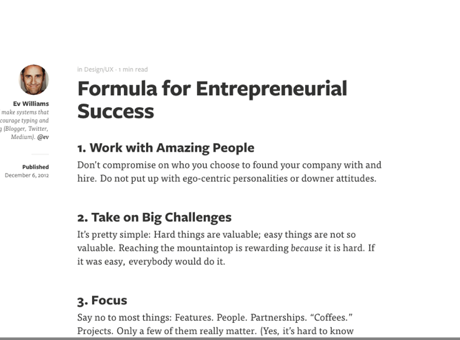 in Design/UX · 1 min read
Formula for Entrepreneurial
Success
Ev Williams
make systems that
courage typing and
g (Blogger, Twitter,
Medium). @ev
Published
December 6, 2012
1. Work with Amazing People
Don't compromise on who you choose to found your company with and
hire. Do not put up with ego-centric personalities or downer attitudes.
2. Take on Big Challenges
It's pretty simple: Hard things are valuable; easy things are not so
valuable. Reaching the mountaintop is rewarding because it is hard. If
it was easy, everybody would do it.
3. Focus
Say no to most things: Features. People. Partnerships. “Coffees.”
Projects. Only a few of them really matter. (Yes, it's hard to know